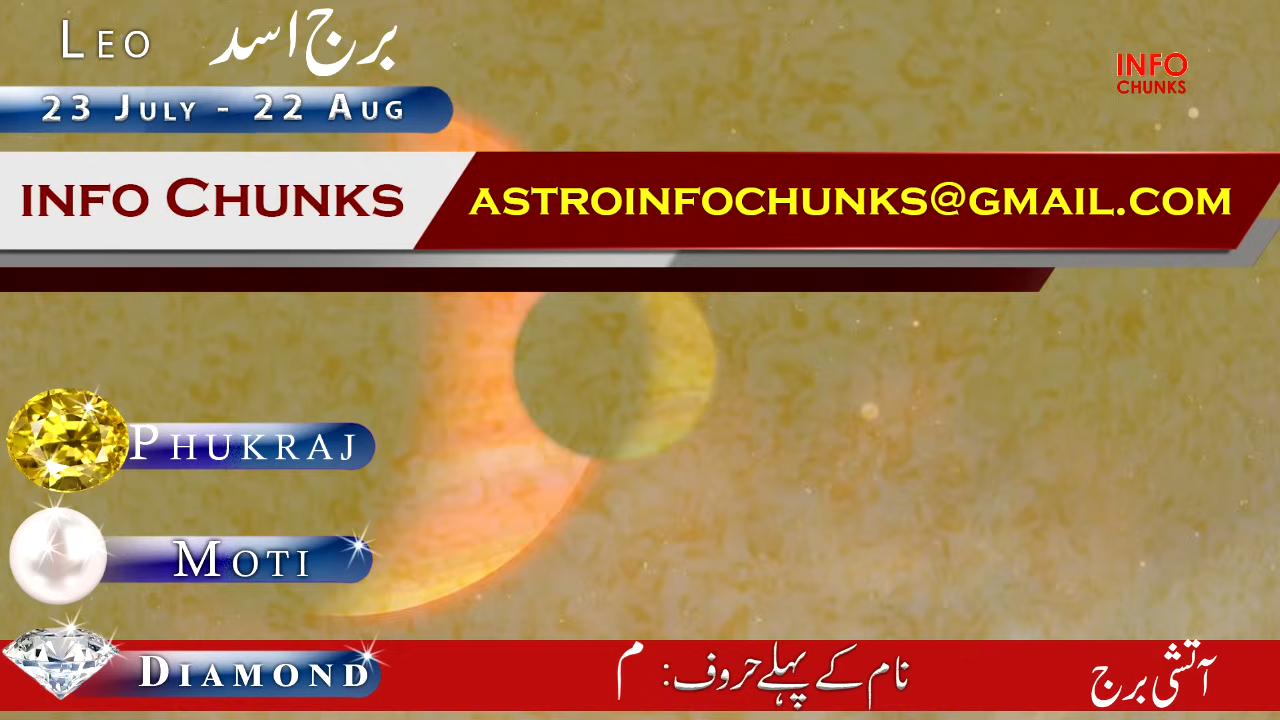 Leo برج اسد
INFO CHUNKS
23 July - 22 Aug
INFO CHUNKS
ASTROINFOCHUNKS@GMAIL.COM
PHUKRAJ
MOTI
DIAMOND
نام کے پہلے حروف: م
آتشی برج